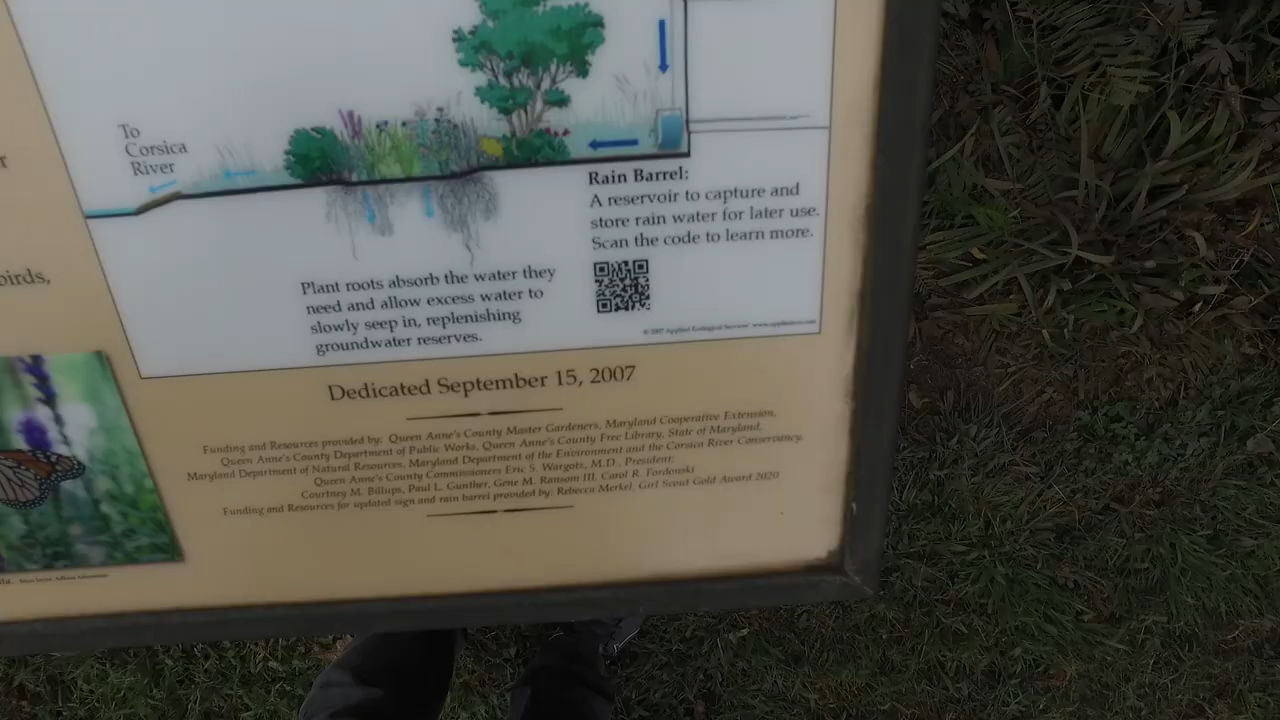 To
Corsica
River
Rain Barrel:
A reservoir to capture and
store rain water for later use.
Scan the code to learn more.
Plant roots absorb the water they
need and allow excess water to
slowly seep in, replenishing
groundwater reserves.
© 2007 Applied Ecological Services
birds,
Dedicated September 15, 2007
Funding and Resources provided by: Queen Anne's County Master Gardeners, Maryland Cooperative Extension,
Queen Anne's County Department of Public Works, Queen Anne's County Free Library, State of Maryland,
Maryland Department of Natural Resources, Maryland Department of the Environment and the Corsica River Conservancy.
Queen Anne's County Commissioners Eric S. Wargotz, M.D., President;
Courtney M. Billups, Paul L. Gunther, Gene M. Ransom III, Carol R. Fordonski
Funding and Resources for updated sign and rain barrel provided by: Rebecca Merkel, Girl Scout Gold Award 2020